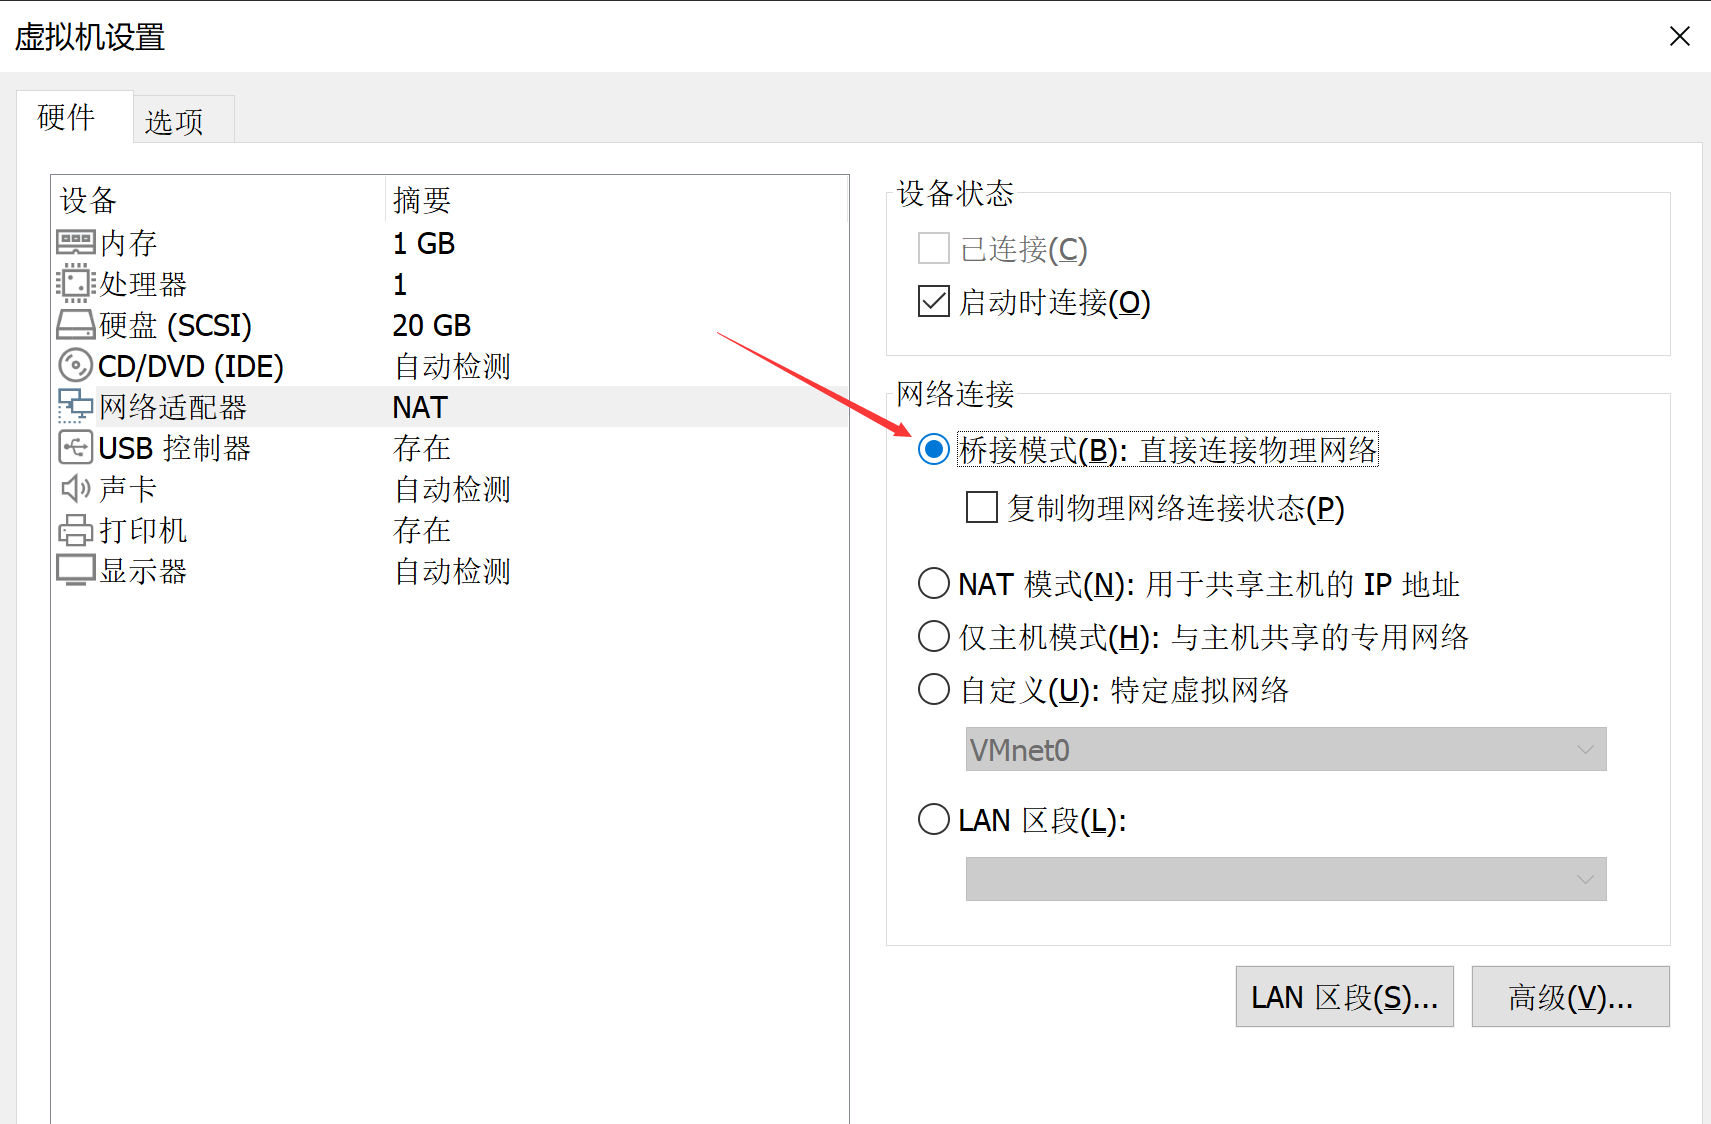 虚拟机设置
硬件
选项
设备 摘要
内存 1 GB
处理器 1
硬盘 (SCSI) 20 GB
CD/DVD (IDE) 自动检测
网络适配器 NAT
USB 控制器 存在
声卡 自动检测
打印机 存在
显示器 自动检测
设备状态
已连接(C)
启动时连接(O)
网络连接
桥接模式(B): 直接连接物理网络
复制物理网络连接状态(P)
NAT 模式(N): 用于共享主机的 IP 地址
仅主机模式(H): 与主机共享的专用网络
自定义(U): 特定虚拟网络
VMnet0
LAN 区段(L):
LAN 区段(S)...
高级(V)...